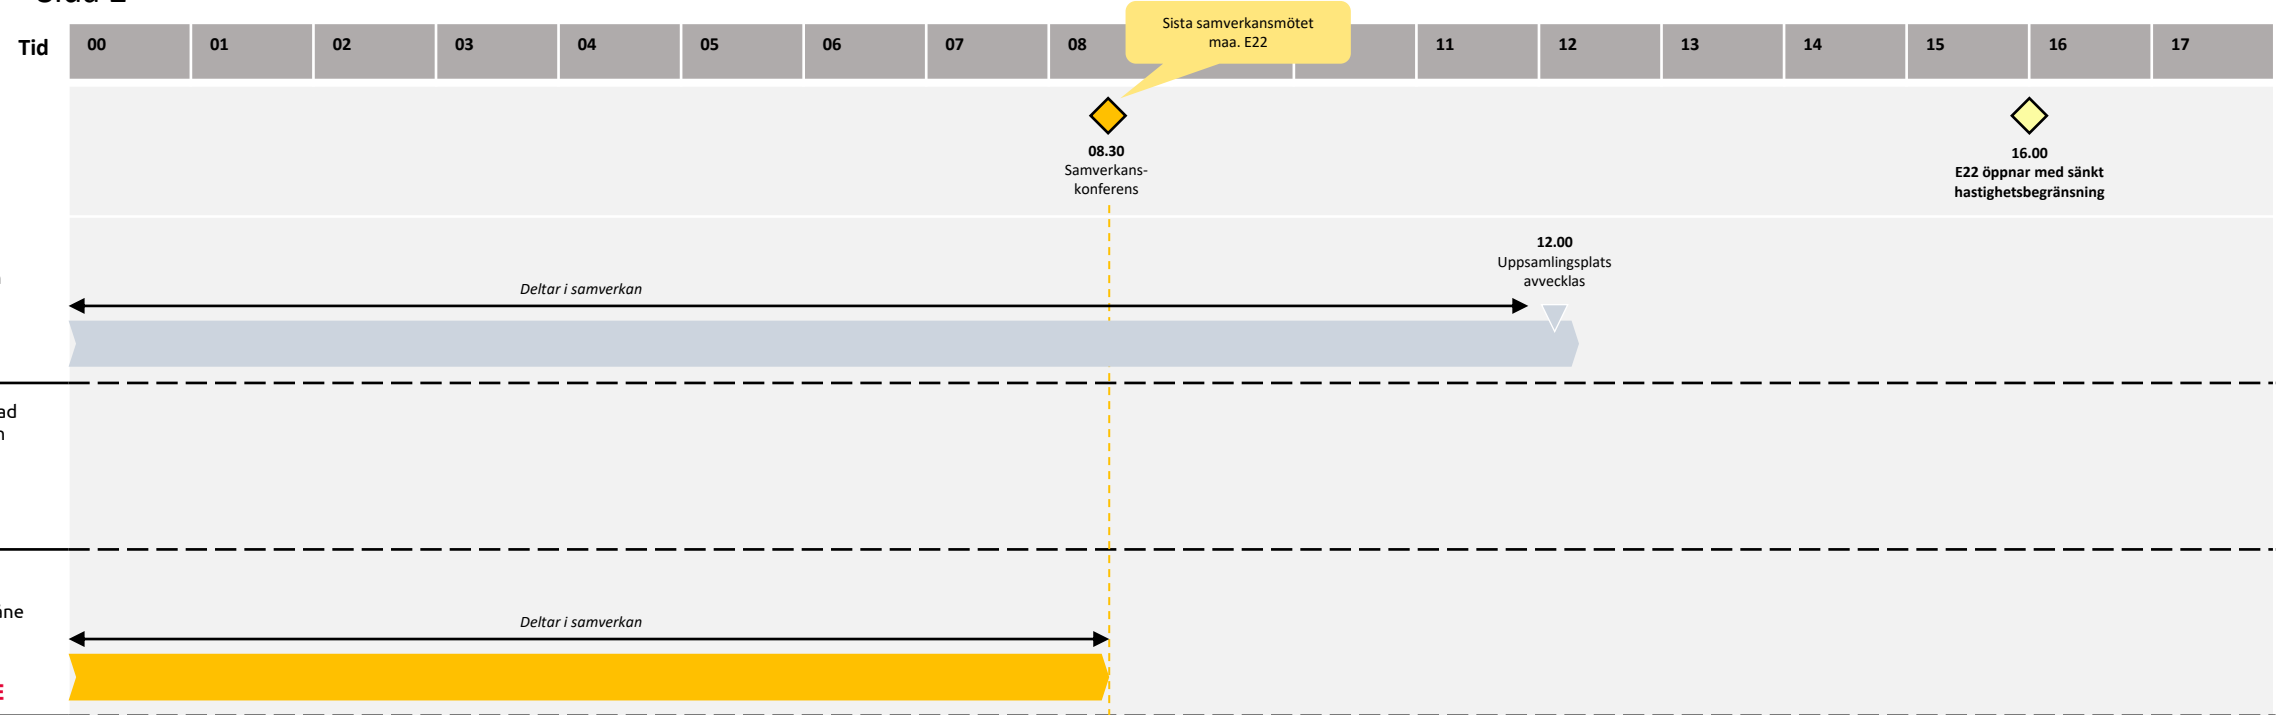 Tid 00 01 02 03 04 05 06 07 08 11 12 13 14 15 16 17
Sista samverkansmötet
maa. E22
08.30
Samverkans-
konferens
16.00
E22 öppnar med sänkt
hastighetsbegränsning
12.00
Uppsamlingsplats
avvecklas
Deltar i samverkan
Deltar i samverkan